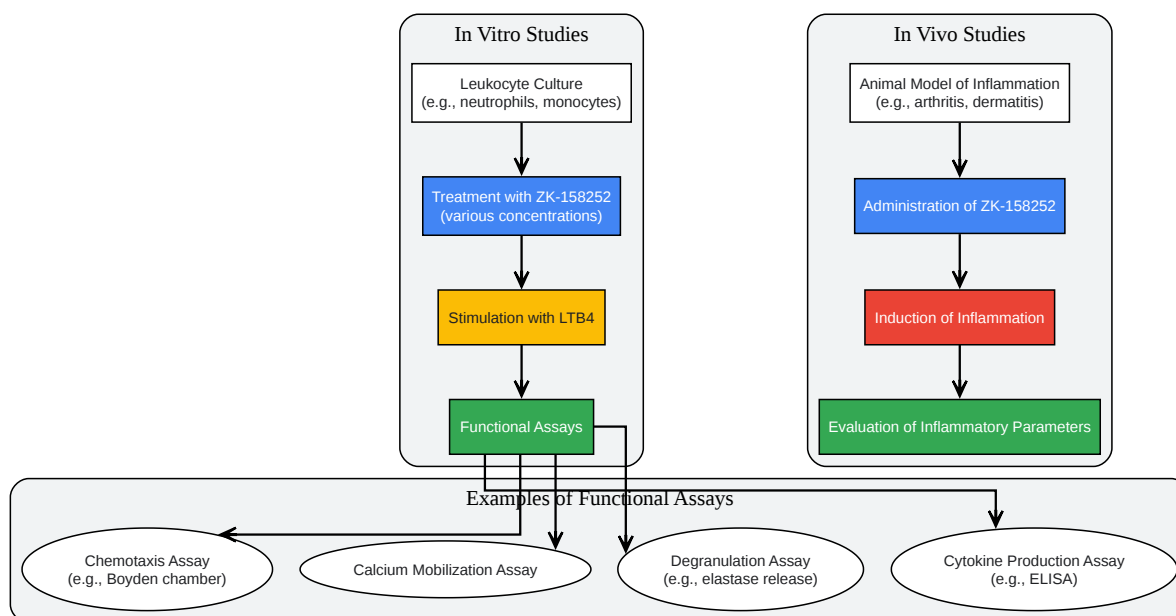 In Vitro Studies
Leukocyte Culture
(e.g., neutrophils, monocytes)
Treatment with ZK-158252
(various concentrations)
Stimulation with LTB4
Functional Assays
In Vivo Studies
Animal Model of Inflammation
(e.g., arthritis, dermatitis)
Administration of ZK-158252
Induction of Inflammation
Evaluation of Inflammatory Parameters
Examples of Functional Assays
Chemotaxis Assay
(e.g., Boyden chamber)
Calcium Mobilization Assay
Degranulation Assay
(e.g., elastase release)
Cytokine Production Assay
(e.g., ELISA)